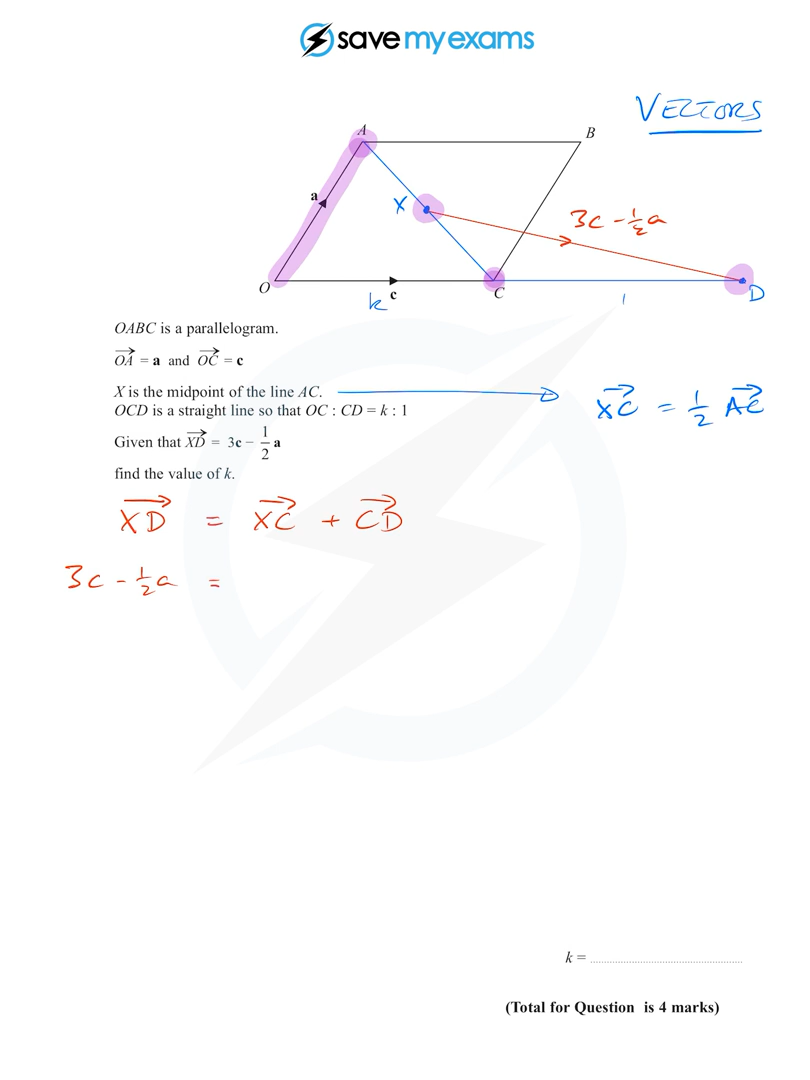 save my exams
VECTORS
A
B
a
X
3c - ½a
O
k
c
C
1
D
OABC is a parallelogram.
OA = a and OC = c
X is the midpoint of the line AC.
XC = ½ AC
OCD is a straight line so that OC : CD = k : 1
Given that XD = 3c − ½ a
find the value of k.
XD = XC + CD
3c - ½a =
k = ........................................................
(Total for Question is 4 marks)